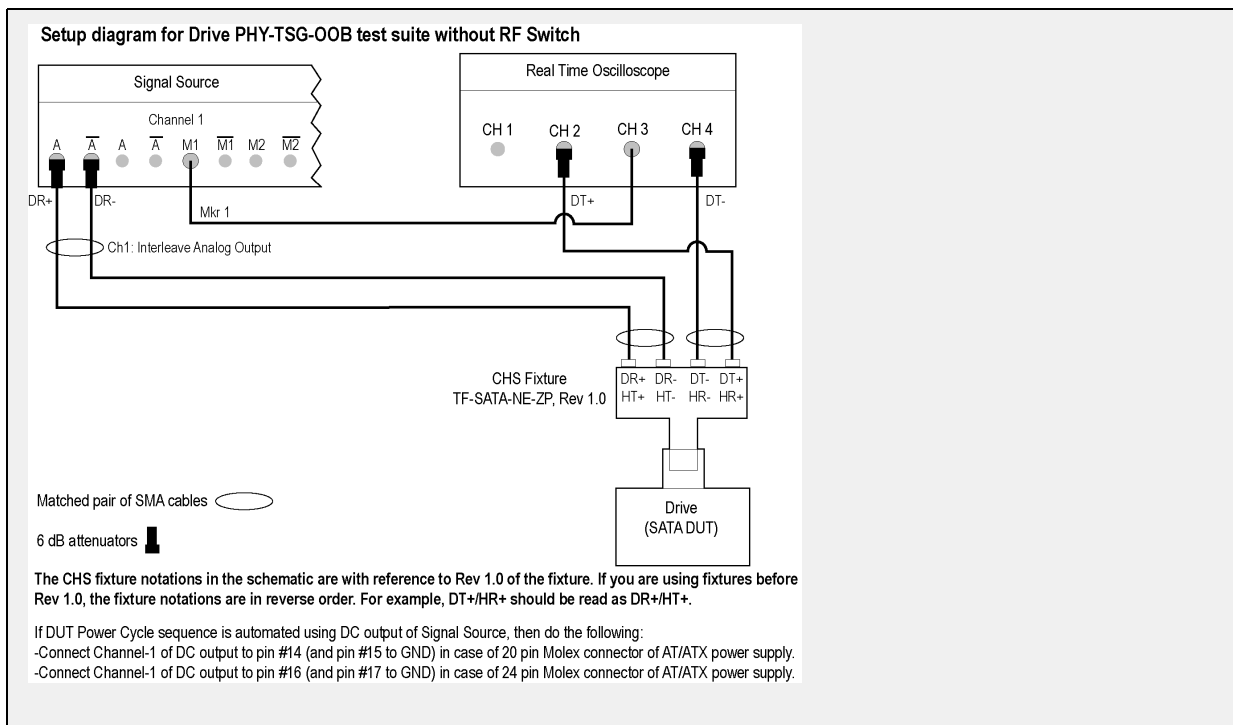 Setup diagram for Drive PHY-TSG-OOB test suite without RF Switch
Signal Source
Channel 1
A A̅ A A̅ M1 M̅1̅ M2 M̅2̅
DR+ DR-
Mkr 1
Ch1: Interleave Analog Output
Real Time Oscilloscope
CH 1 CH 2 CH 3 CH 4
DT+ DT-
CHS Fixture
TF-SATA-NE-ZP, Rev 1.0
DR+ DR- DT- DT+
HT+ HT- HR- HR+
Drive
(SATA DUT)
Matched pair of SMA cables
6 dB attenuators
The CHS fixture notations in the schematic are with reference to Rev 1.0 of the fixture. If you are using fixtures before
Rev 1.0, the fixture notations are in reverse order. For example, DT+/HR+ should be read as DR+/HT+.
If DUT Power Cycle sequence is automated using DC output of Signal Source, then do the following:
-Connect Channel-1 of DC output to pin #14 (and pin #15 to GND) in case of 20 pin Molex connector of AT/ATX power supply.
-Connect Channel-1 of DC output to pin #16 (and pin #17 to GND) in case of 24 pin Molex connector of AT/ATX power supply.